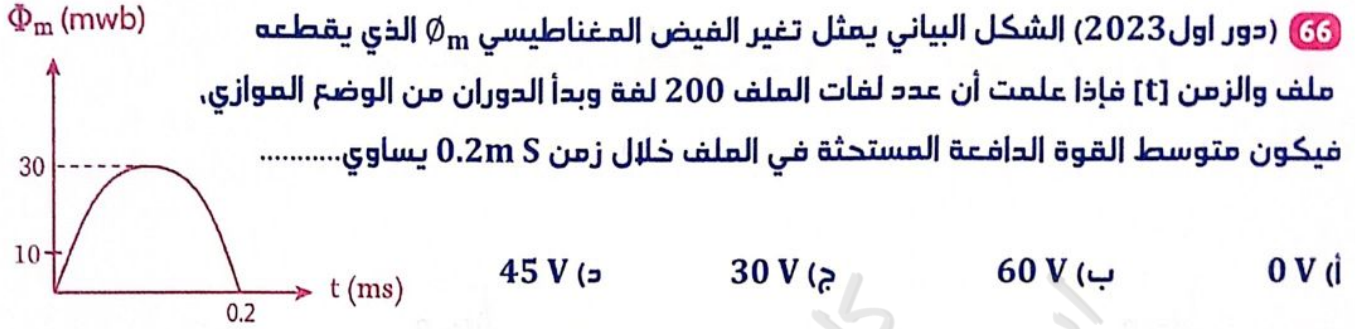 66 (دور اول2023) الشكل البياني يمثل تغير الفيض المغناطيسي Øm الذي يقطعه
ملف والزمن [t] فإذا علمت أن عدد لفات الملف 200 لفة وبدأ الدوران من الوضع الموازي،
فيكون متوسط القوة الدافعة المستحثة في الملف خلال زمن 0.2m S يساوي...........
أ) 0 V ب) 60 V ج) 30 V د) 45 V
Φm (mwb)
30
10
0.2
t (ms)